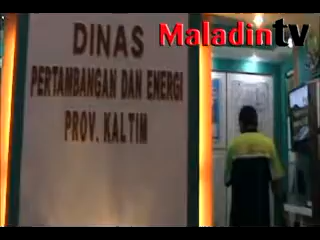 Maladintv
DINAS
PERTAMBANGAN DAN ENERGI
PROV. KALTIM